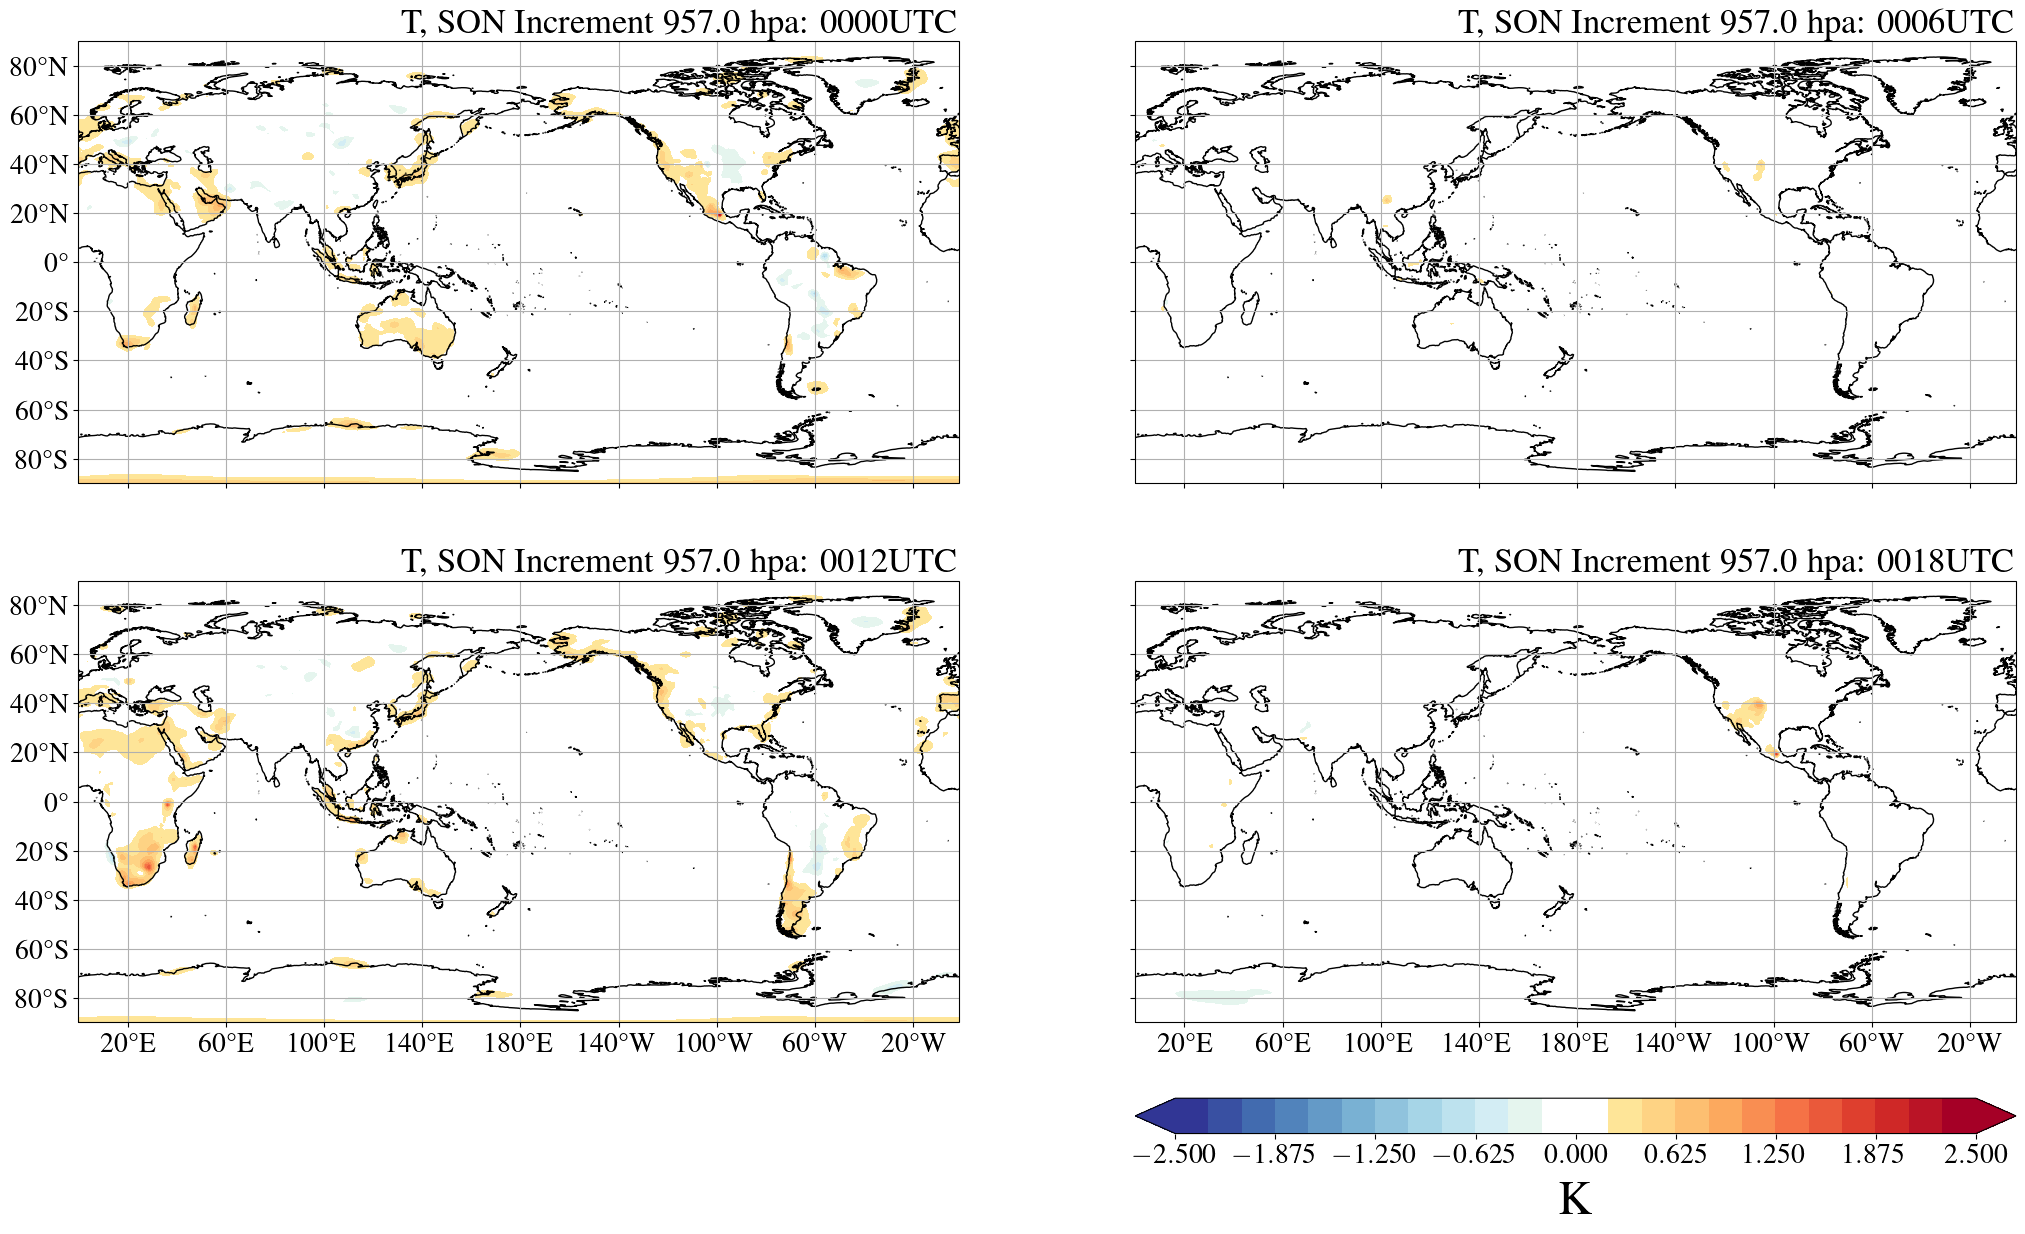 T, SON Increment 957.0 hpa: 0000UTC
T, SON Increment 957.0 hpa: 0006UTC
80°N
60°N
40°N
20°N
0°
20°S
40°S
60°S
80°S
T, SON Increment 957.0 hpa: 0012UTC
T, SON Increment 957.0 hpa: 0018UTC
80°N
60°N
40°N
20°N
0°
20°S
40°S
60°S
80°S
20°E 60°E 100°E 140°E 180°E 140°W 100°W 60°W 20°W
20°E 60°E 100°E 140°E 180°E 140°W 100°W 60°W 20°W
−2.500 −1.875 −1.250 −0.625 0.000 0.625 1.250 1.875 2.500
K